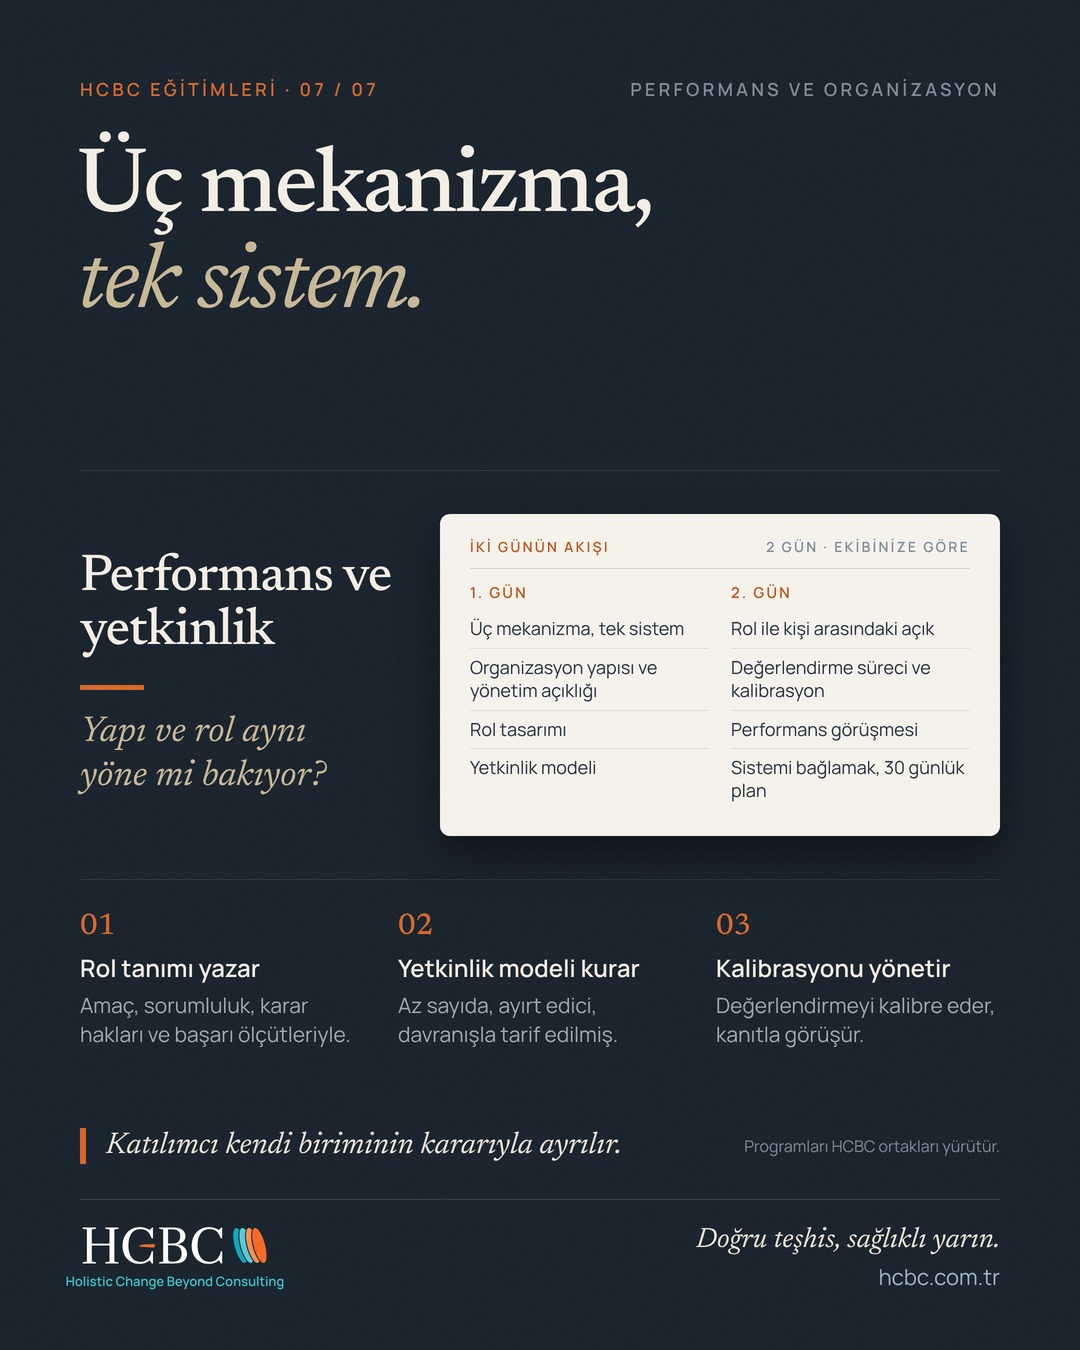 HCBC EĞİTİMLERİ · 07 / 07
PERFORMANS VE ORGANİZASYON
Üç mekanizma,
tek sistem.
Performans ve
yetkinlik
Yapı ve rol aynı
yöne mi bakıyor?
İKİ GÜNÜN AKIŞI
2 GÜN · EKİBİNİZE GÖRE
1. GÜN
Üç mekanizma, tek sistem
Organizasyon yapısı ve
yönetim açıklığı
Rol tasarımı
Yetkinlik modeli
2. GÜN
Rol ile kişi arasındaki açık
Değerlendirme süreci ve
kalibrasyon
Performans görüşmesi
Sistemi bağlamak, 30 günlük
plan
01
Rol tanımı yazar
Amaç, sorumluluk, karar
hakları ve başarı ölçütleriyle.
02
Yetkinlik modeli kurar
Az sayıda, ayırt edici,
davranışla tarif edilmiş.
03
Kalibrasyonu yönetir
Değerlendirmeyi kalibre eder,
kanıtla görüşür.
Katılımcı kendi biriminin kararıyla ayrılır.
Programları HCBC ortakları yürütür.
HCBC
Holistic Change Beyond Consulting
Doğru teşhis, sağlıklı yarın.
hcbc.com.tr